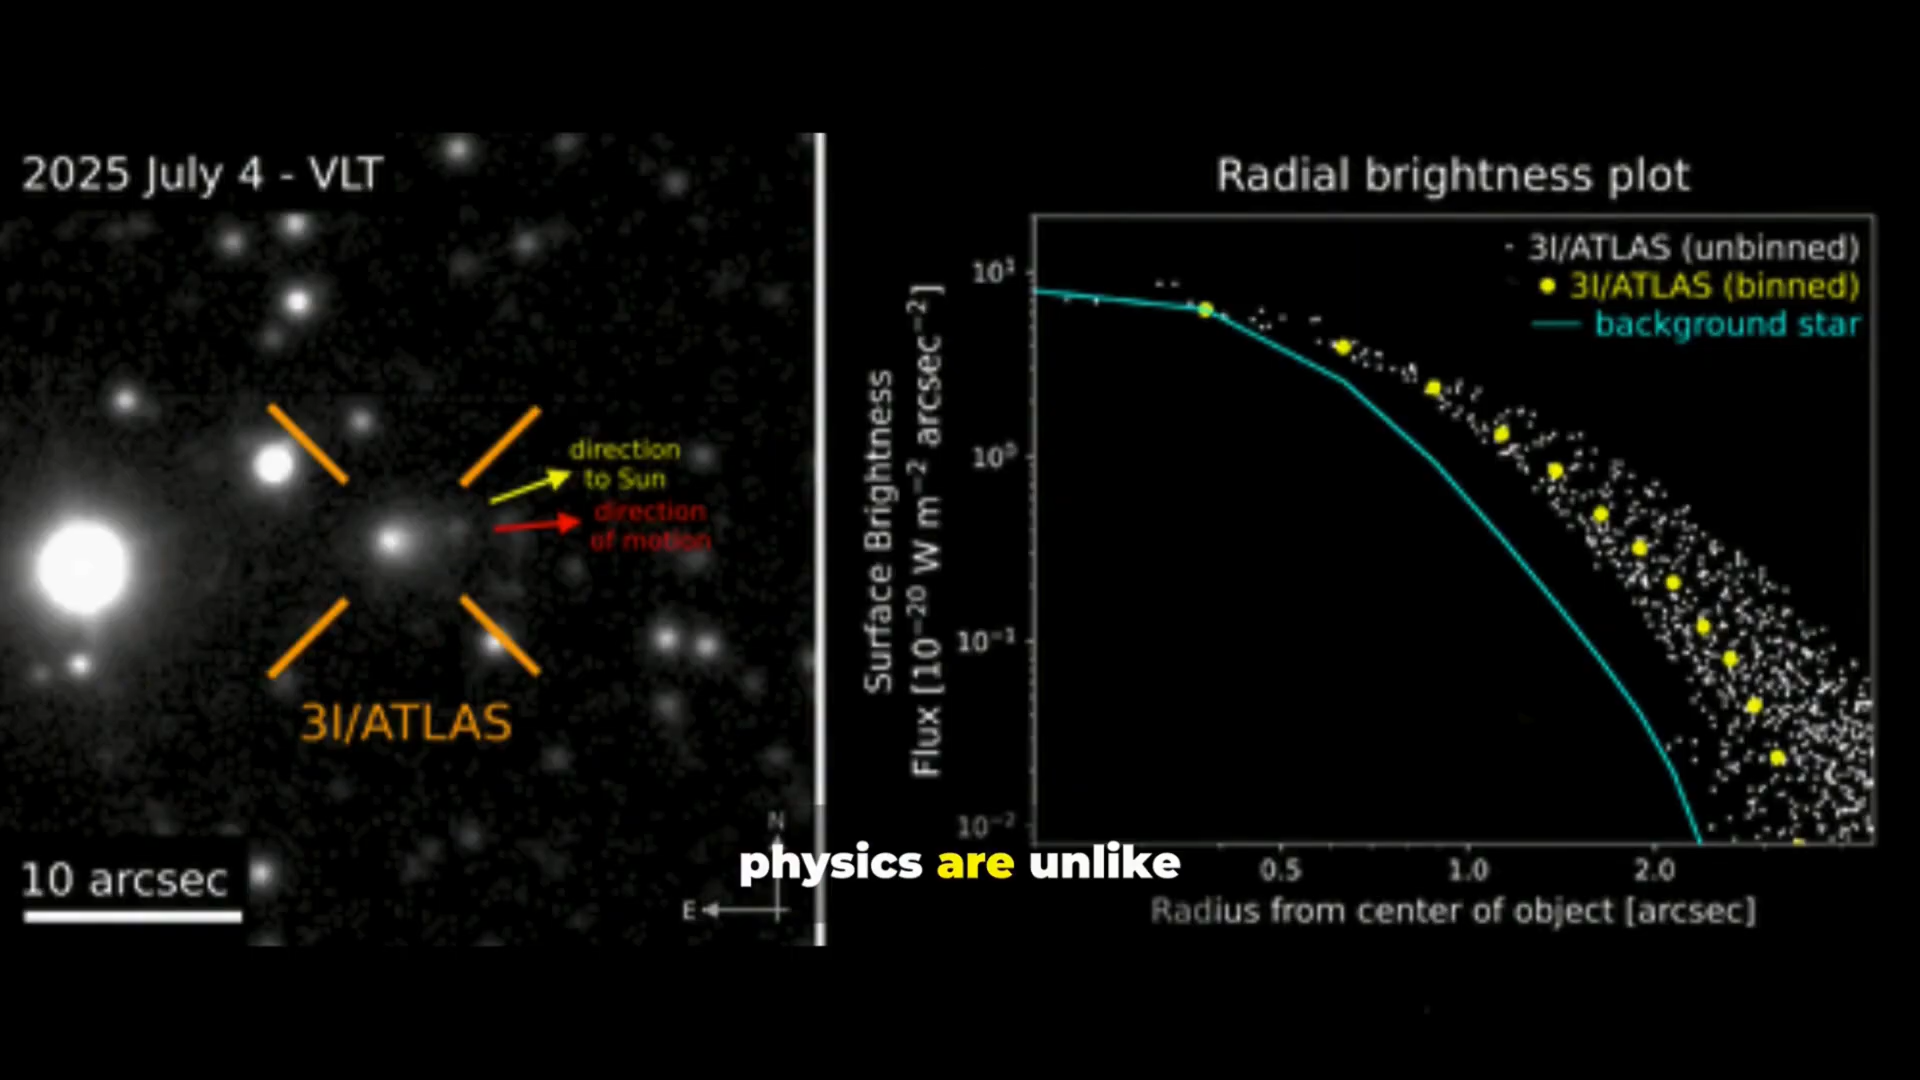 2025 July 4 - VLT
direction
to Sun
direction
of motion
3I/ATLAS
10 arcsec
N
E
Radial brightness plot
3I/ATLAS (unbinned)
3I/ATLAS (binned)
background star
Surface Brightness
Flux [10⁻²⁰ W m⁻² arcsec⁻²]
10¹
10⁰
10⁻¹
10⁻²
0.5
1.0
2.0
Radius from center of object [arcsec]
physics are unlike